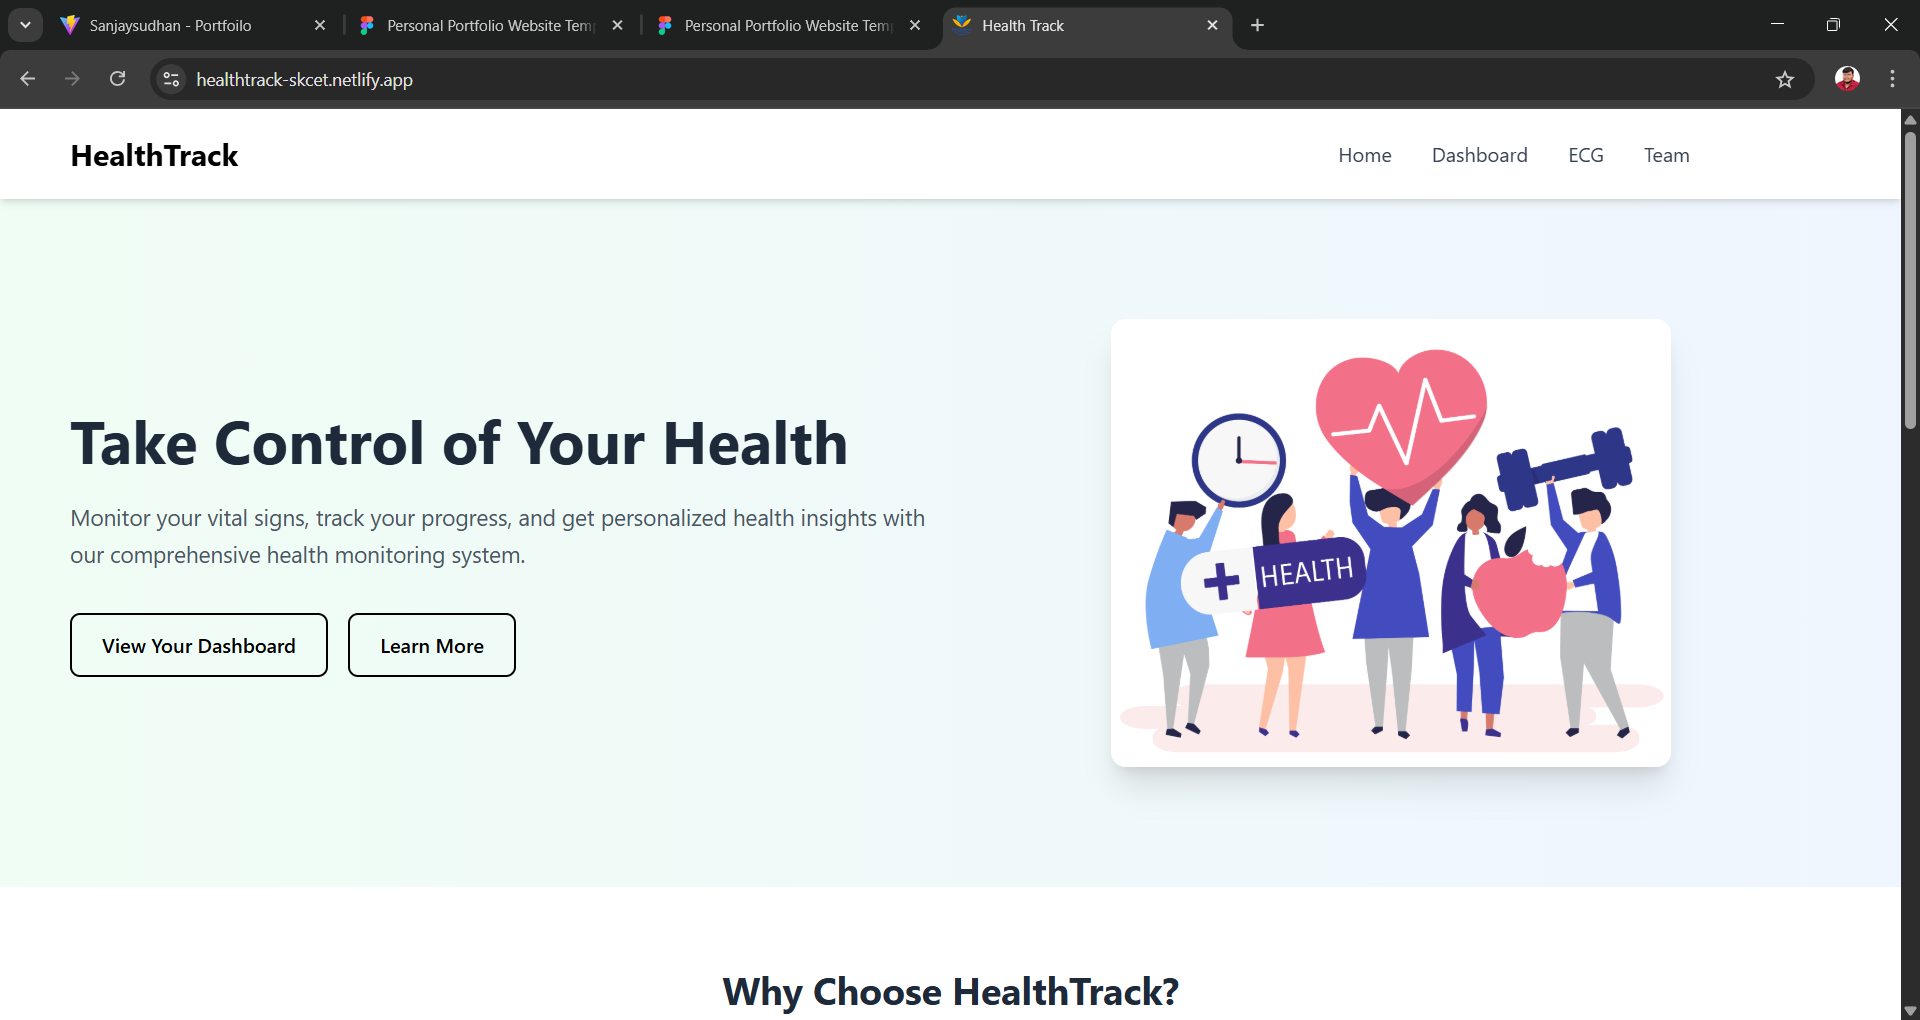 Sanjaysudhan - Portfoilo
Personal Portfolio Website Tem
Personal Portfolio Website Tem
Health Track
healthtrack-skcet.netlify.app
HealthTrack
Home
Dashboard
ECG
Team
Take Control of Your Health
Monitor your vital signs, track your progress, and get personalized health insights with
our comprehensive health monitoring system.
View Your Dashboard
Learn More
HEALTH
Why Choose HealthTrack?